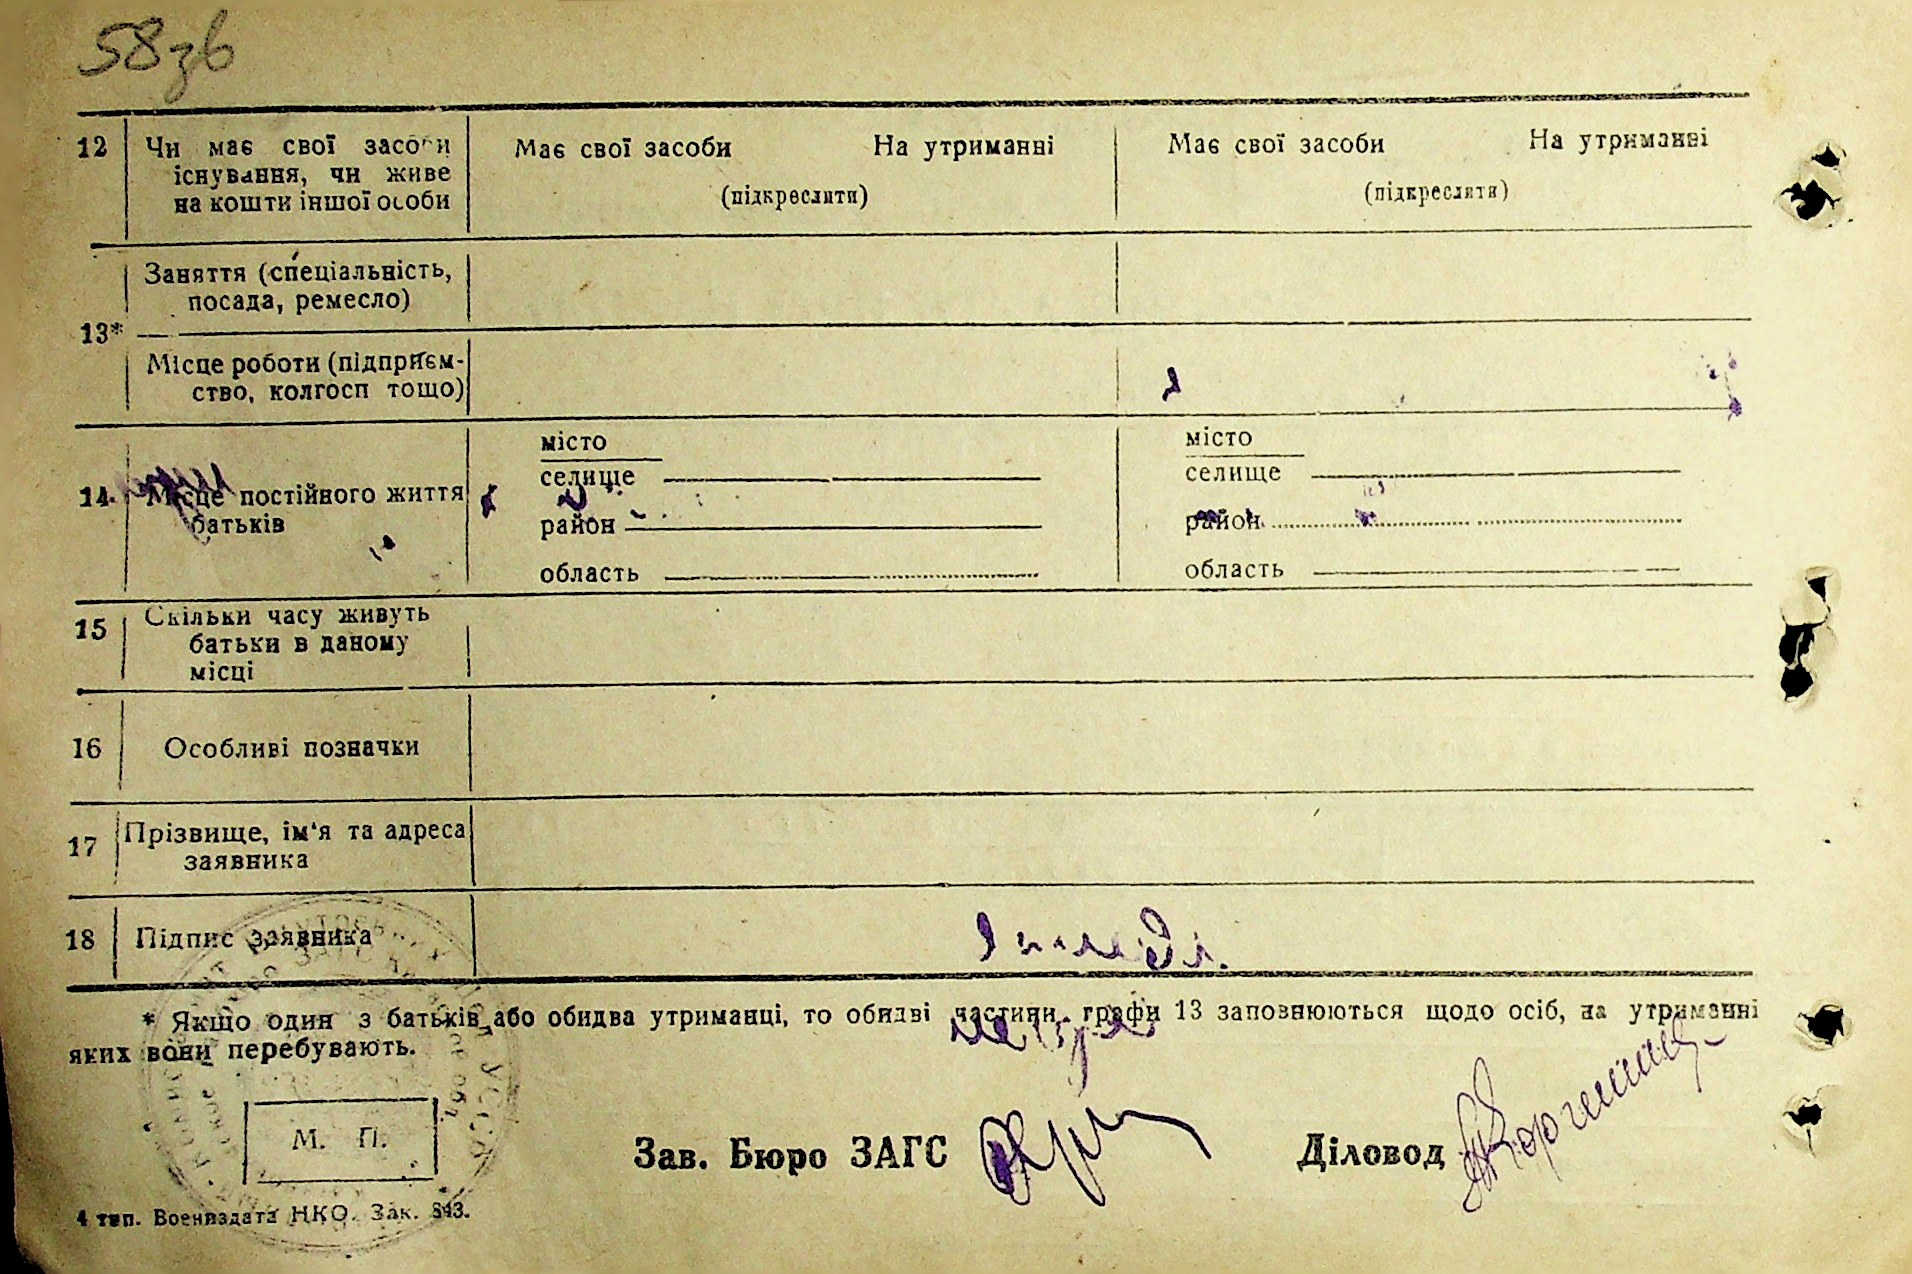 58зв
12 Чи має свої засоби Має свої засоби На утриманні Має свої засоби На утриманні
існування, чи живе (підкреслити) (підкреслити)
на кошти іншої особи
Заняття (спеціальність,
посада, ремесло)
13*
Місце роботи (підприєм-
ство, колгосп тощо)
14. Місце постійного життя
батьків
місто місто
селище селище
район район
область область
15 Скільки часу живуть
батьки в даному
місці
16 Особливі позначки
17 Прізвище, ім'я та адреса
заявника
18 Підпис заявника
* Якщо один з батьків або обидва утриманці, то обидві частини графи 13 заповнюються щодо осіб, на утриманні
яких вони перебувають.
М. П.
Зав. Бюро ЗАГС Діловод
4 тип. Воениздата НКО. Зак. 843.